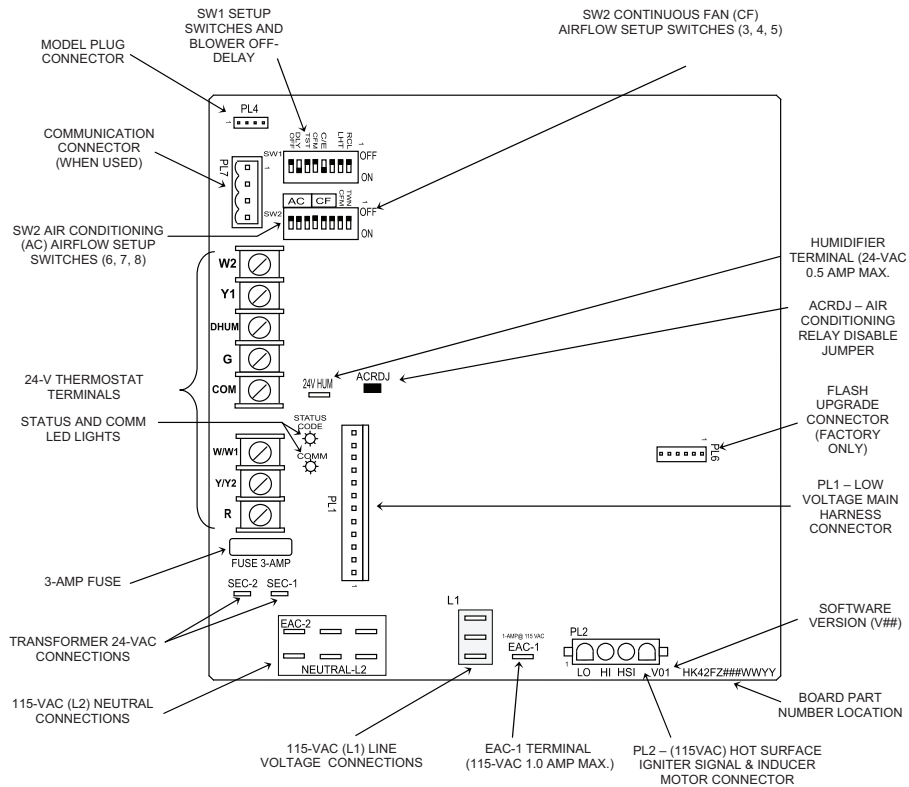 SW1 SETUP
SWITCHES AND
BLOWER OFF-
DELAY
SW2 CONTINUOUS FAN (CF)
AIRFLOW SETUP SWITCHES (3, 4, 5)
MODEL PLUG
CONNECTOR
COMMUNICATION
CONNECTOR
(WHEN USED)
SW2 AIR CONDITIONING
(AC) AIRFLOW SETUP
SWITCHES (6, 7, 8)
PL4
1
PL7
1
OFF
DLY
TST
CFM
C/E
LHT
RCL
1
SW1
OFF
ON
AC
CF
CFM
TWN
1
SW2
OFF
ON
W2
Y1
DHUM
G
COM
24-V THERMOSTAT
TERMINALS
STATUS AND COMM
LED LIGHTS
24V HUM
ACRDJ
STATUS
CODE
COMM
W/W1
Y/Y2
R
PL1
1
HUMIDIFIER
TERMINAL (24-VAC
0.5 AMP MAX.
ACRDJ – AIR
CONDITIONING
RELAY DISABLE
JUMPER
FLASH
UPGRADE
CONNECTOR
(FACTORY
ONLY)
1
PL6
PL1 – LOW
VOLTAGE MAIN
HARNESS
CONNECTOR
FUSE 3-AMP
3-AMP FUSE
SEC-2 SEC-1
TRANSFORMER 24-VAC
CONNECTIONS
EAC-2
NEUTRAL-L2
115-VAC (L2) NEUTRAL
CONNECTIONS
L1
1-AMP@ 115 VAC
EAC-1
PL2
1
LO HI HSI V01 HK42FZ###WWYY
SOFTWARE
VERSION (V##)
BOARD PART
NUMBER LOCATION
115-VAC (L1) LINE
VOLTAGE CONNECTIONS
EAC-1 TERMINAL
(115-VAC 1.0 AMP MAX.)
PL2 – (115VAC) HOT SURFACE
IGNITER SIGNAL & INDUCER
MOTOR CONNECTOR